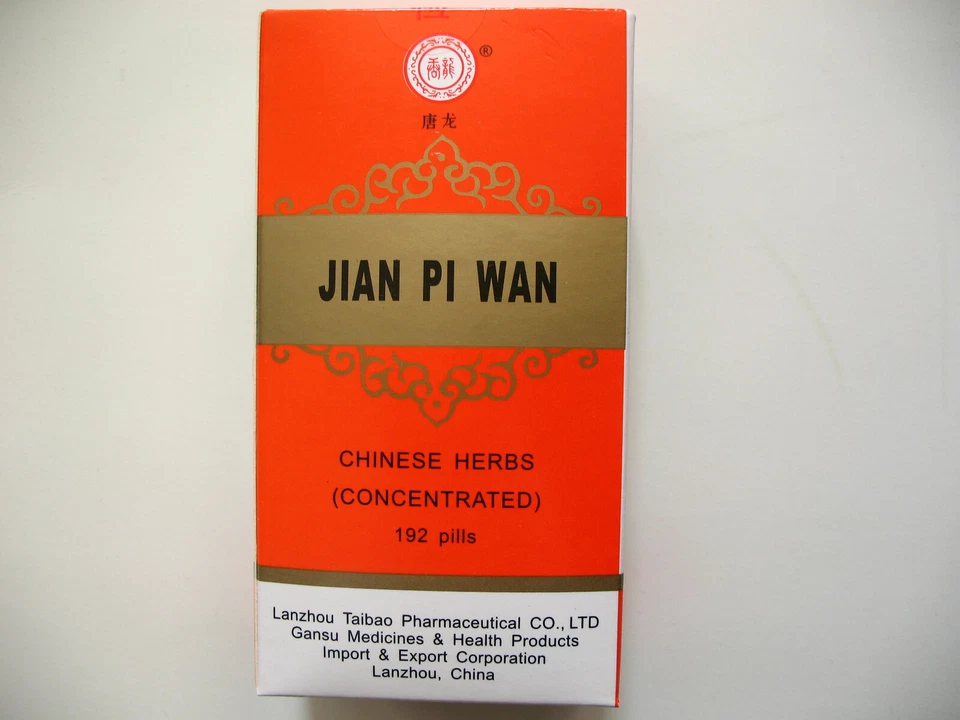 ®
唐龙
JIAN PI WAN
CHINESE HERBS
(CONCENTRATED)
192 pills
Lanzhou Taibao Pharmaceutical CO., LTD
Gansu Medicines & Health Products
Import & Export Corporation
Lanzhou, China